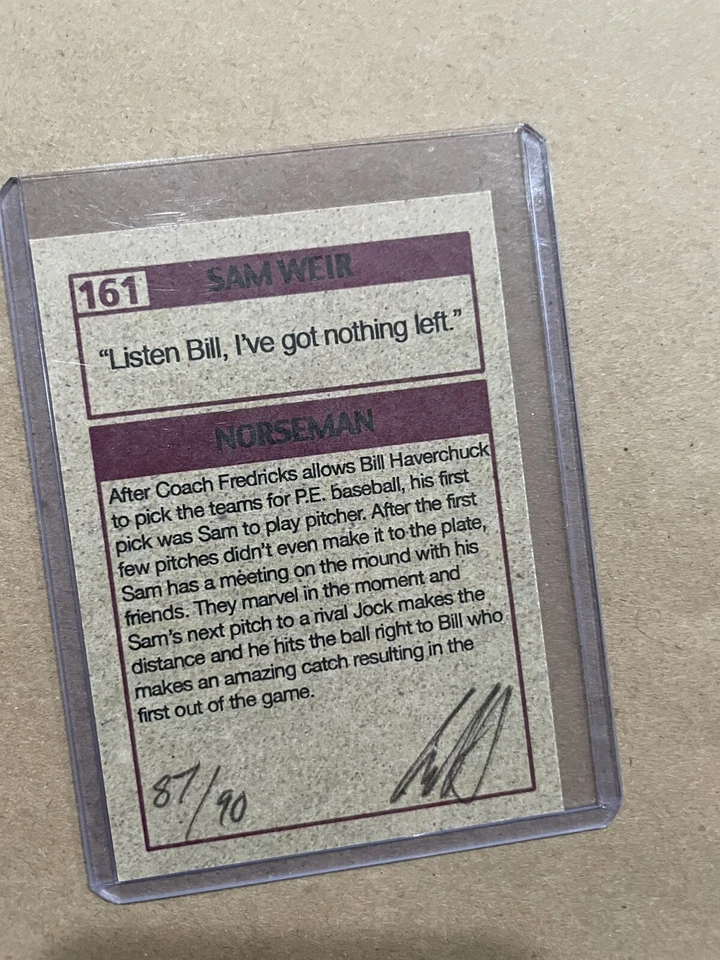 161 SAM WEIR
“Listen Bill, I’ve got nothing left.”
NORSEMAN
After Coach Fredricks allows Bill Haverchuck
to pick the teams for P.E. baseball, his first
pick was Sam to play pitcher. After the first
few pitches didn’t even make it to the plate,
Sam has a meeting on the mound with his
friends. They marvel in the moment and
Sam’s next pitch to a rival Jock makes the
distance and he hits the ball right to Bill who
makes an amazing catch resulting in the
first out of the game.
87/90